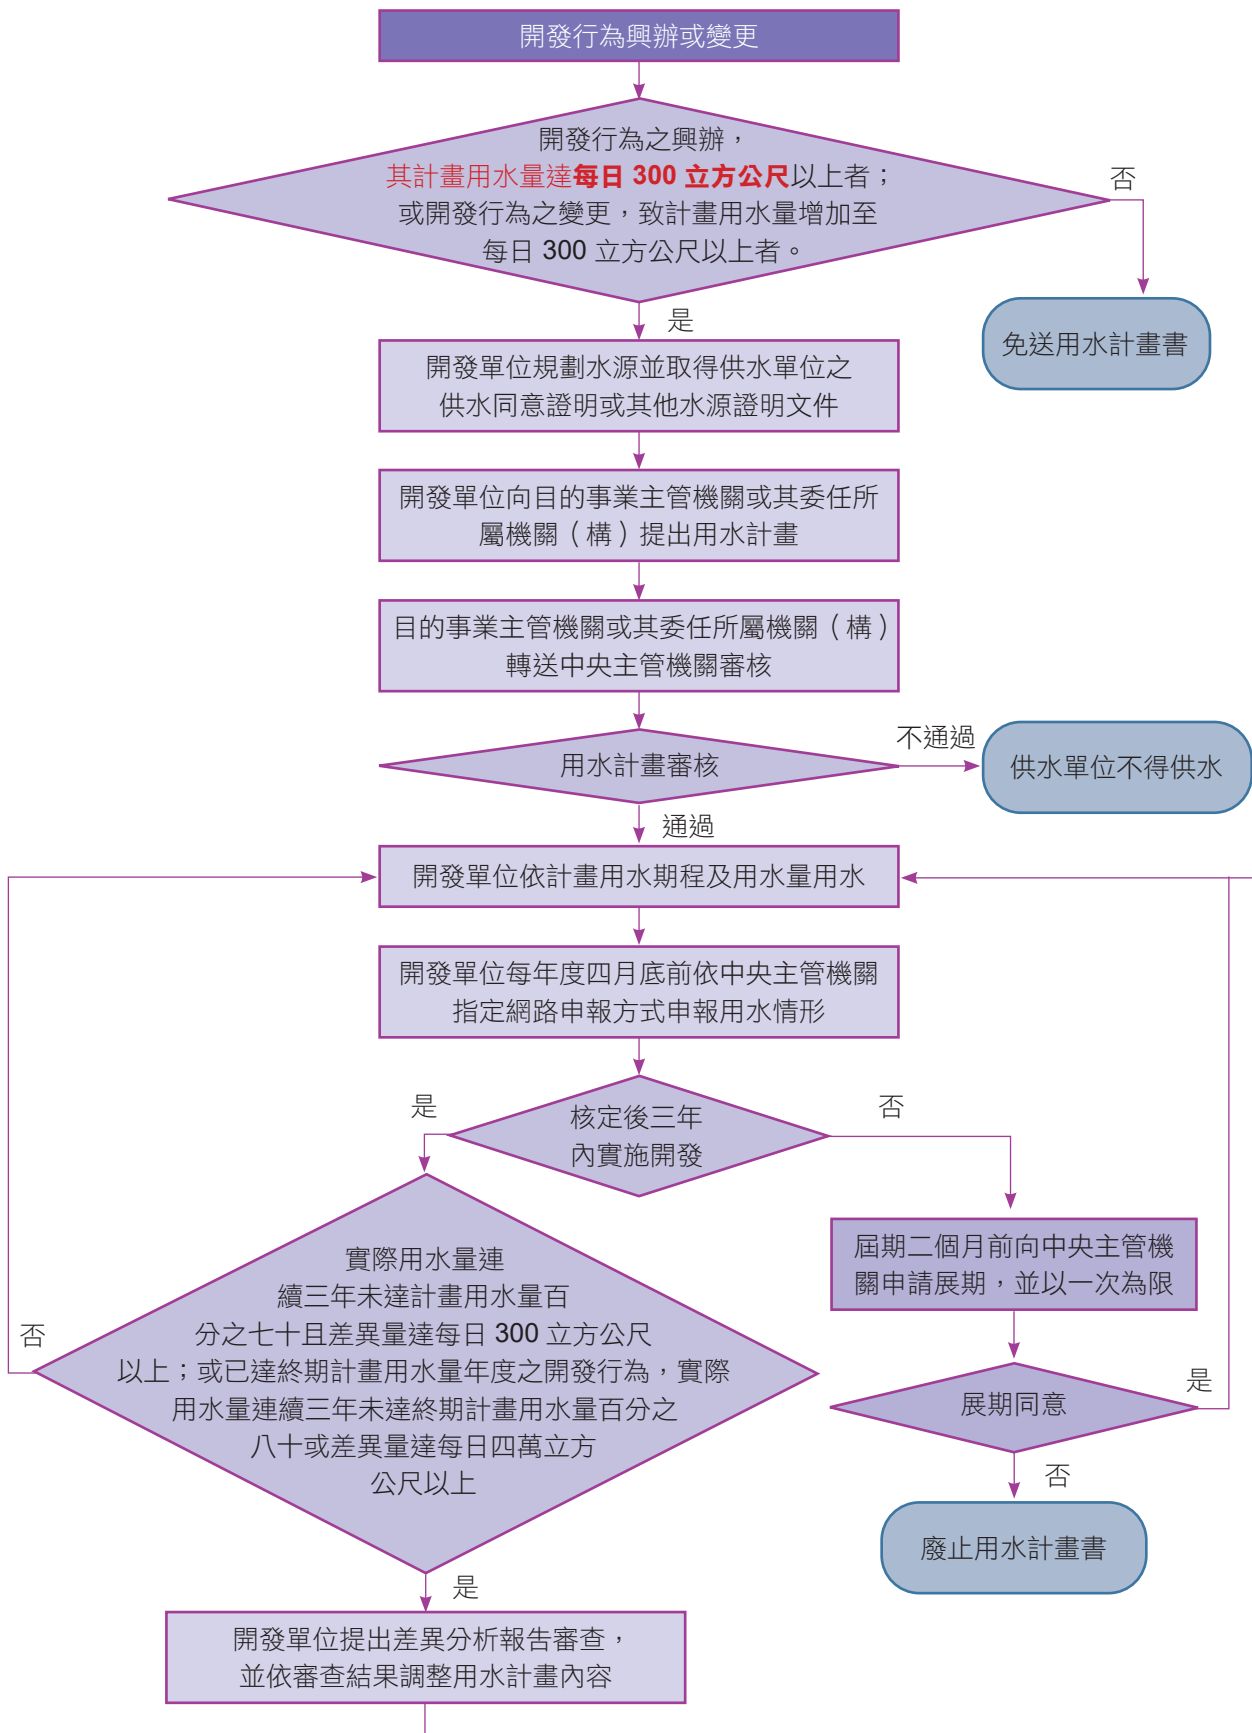 開發行為興辦或變更
開發行為之興辦，
其計畫用水量達每日 300 立方公尺以上者；
或開發行為之變更，致計畫用水量增加至
每日 300 立方公尺以上者。
否
免送用水計畫書
是
開發單位規劃水源並取得供水單位之
供水同意證明或其他水源證明文件
開發單位向目的事業主管機關或其委任所
屬機關（構）提出用水計畫
目的事業主管機關或其委任所屬機關（構）
轉送中央主管機關審核
用水計畫審核
不通過
供水單位不得供水
通過
開發單位依計畫用水期程及用水量用水
開發單位每年度四月底前依中央主管機關
指定網路申報方式申報用水情形
核定後三年
內實施開發
是
否
實際用水量連
續三年未達計畫用水量百
分之七十且差異量達每日 300 立方公尺
以上；或已達終期計畫用水量年度之開發行為，實際
用水量連續三年未達終期計畫用水量百分之
八十或差異量達每日四萬立方
公尺以上
否
屆期二個月前向中央主管機
關申請展期，並以一次為限
展期同意
是
否
廢止用水計畫書
是
開發單位提出差異分析報告審查，
並依審查結果調整用水計畫內容